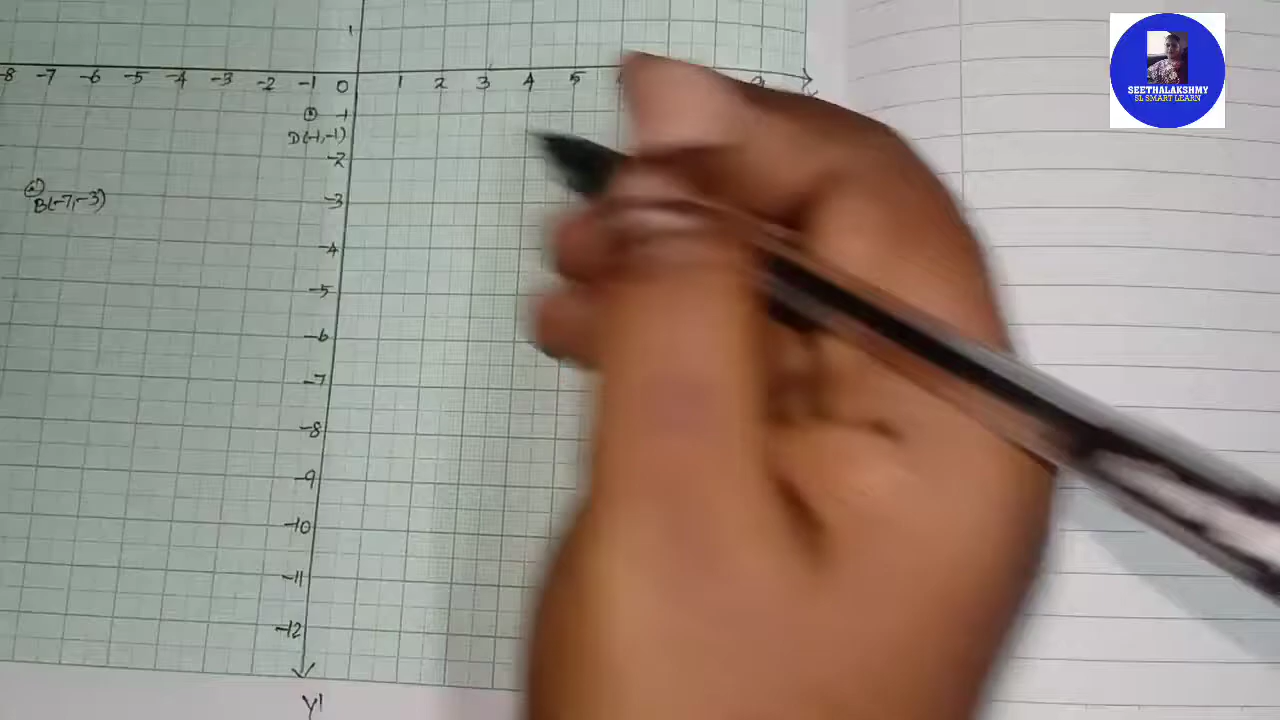 1
-8 -7 -6 -5 -4 -3 -2 -1 0 1 2 3 4 5
-1
D(-1,-1)
-2
B(-7,-3)
-3
-4
-5
-6
-7
-8
-9
-10
-11
-12
Y'
SEETHALAKSHMY
SL SMART LEARN